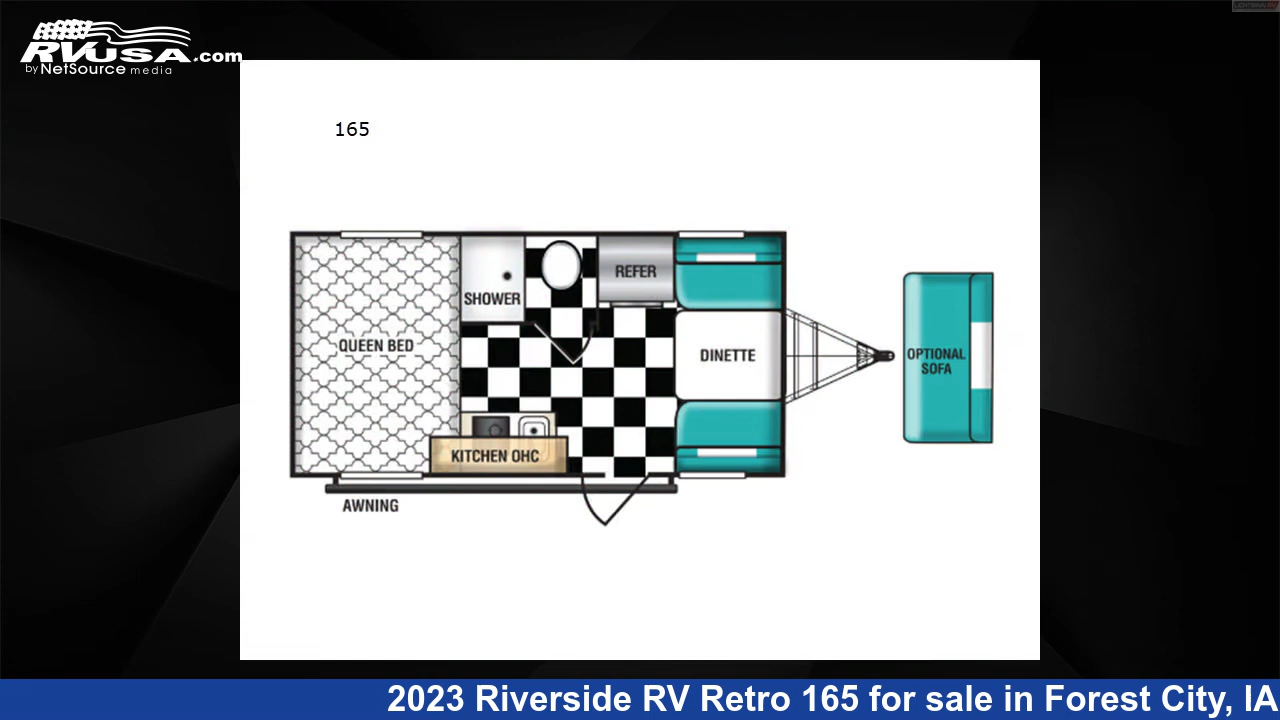 RVUSA.com
by NetSource media
165
REFER
SHOWER
QUEEN BED
DINETTE
OPTIONAL
SOFA
KITCHEN OHC
AWNING
2023 Riverside RV Retro 165 for sale in Forest City, IA